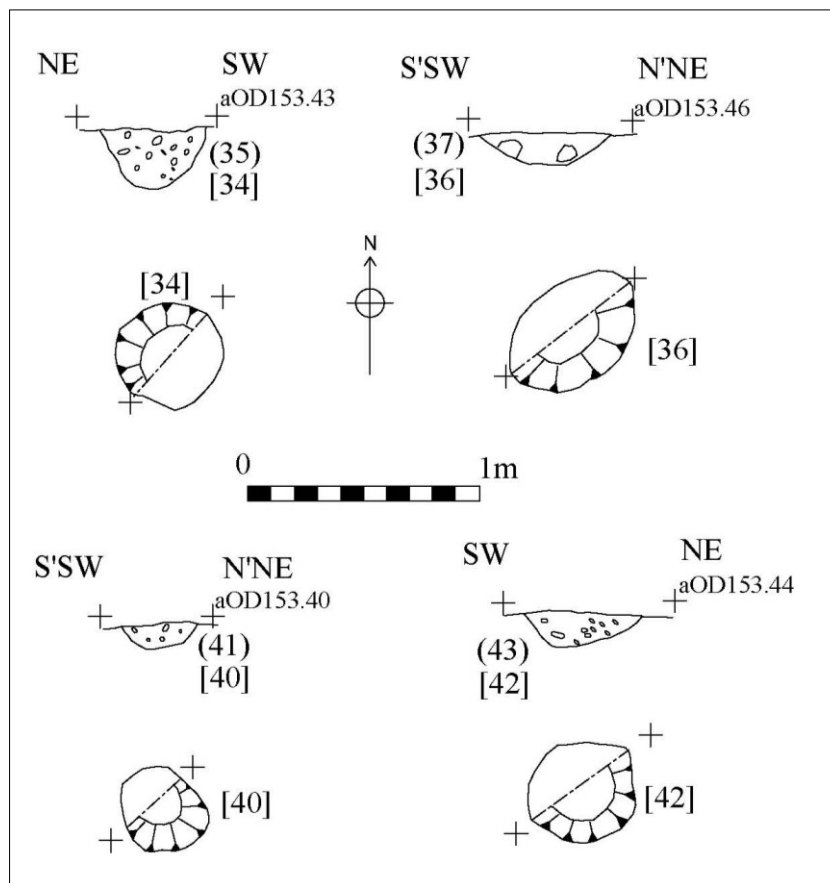 NE SW
aOD153.43
(35)
[34]
S'SW N'NE
aOD153.46
(37)
[36]
[34]
N
[36]
0 1m
S'SW N'NE
aOD153.40
(41)
[40]
SW NE
aOD153.44
(43)
[42]
[40]
[42]